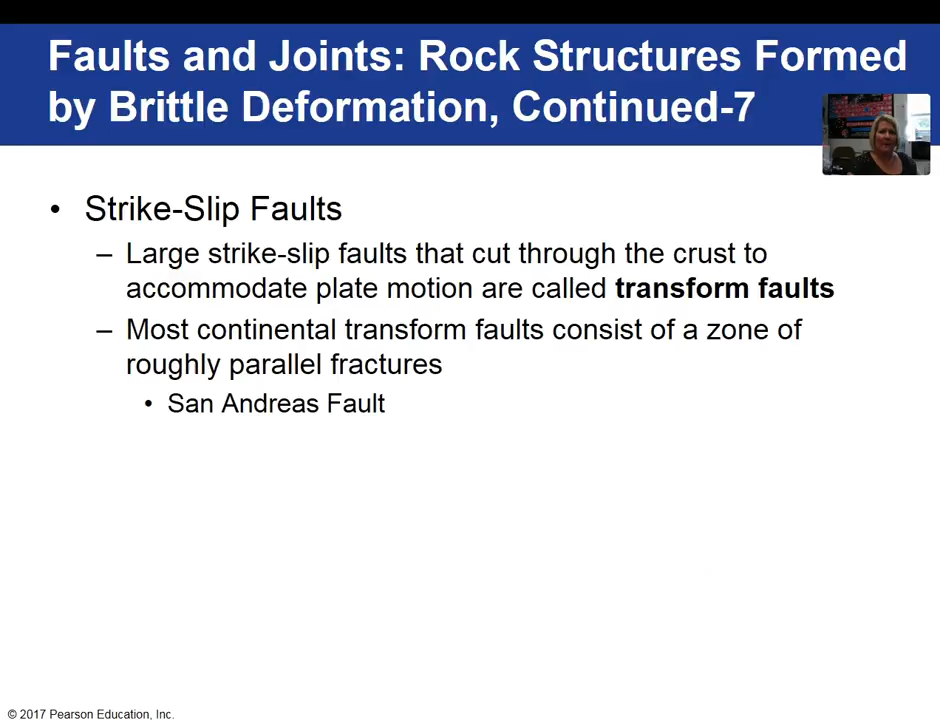 Faults and Joints: Rock Structures Formed
by Brittle Deformation, Continued-7
• Strike-Slip Faults
– Large strike-slip faults that cut through the crust to
accommodate plate motion are called transform faults
– Most continental transform faults consist of a zone of
roughly parallel fractures
• San Andreas Fault
© 2017 Pearson Education, Inc.